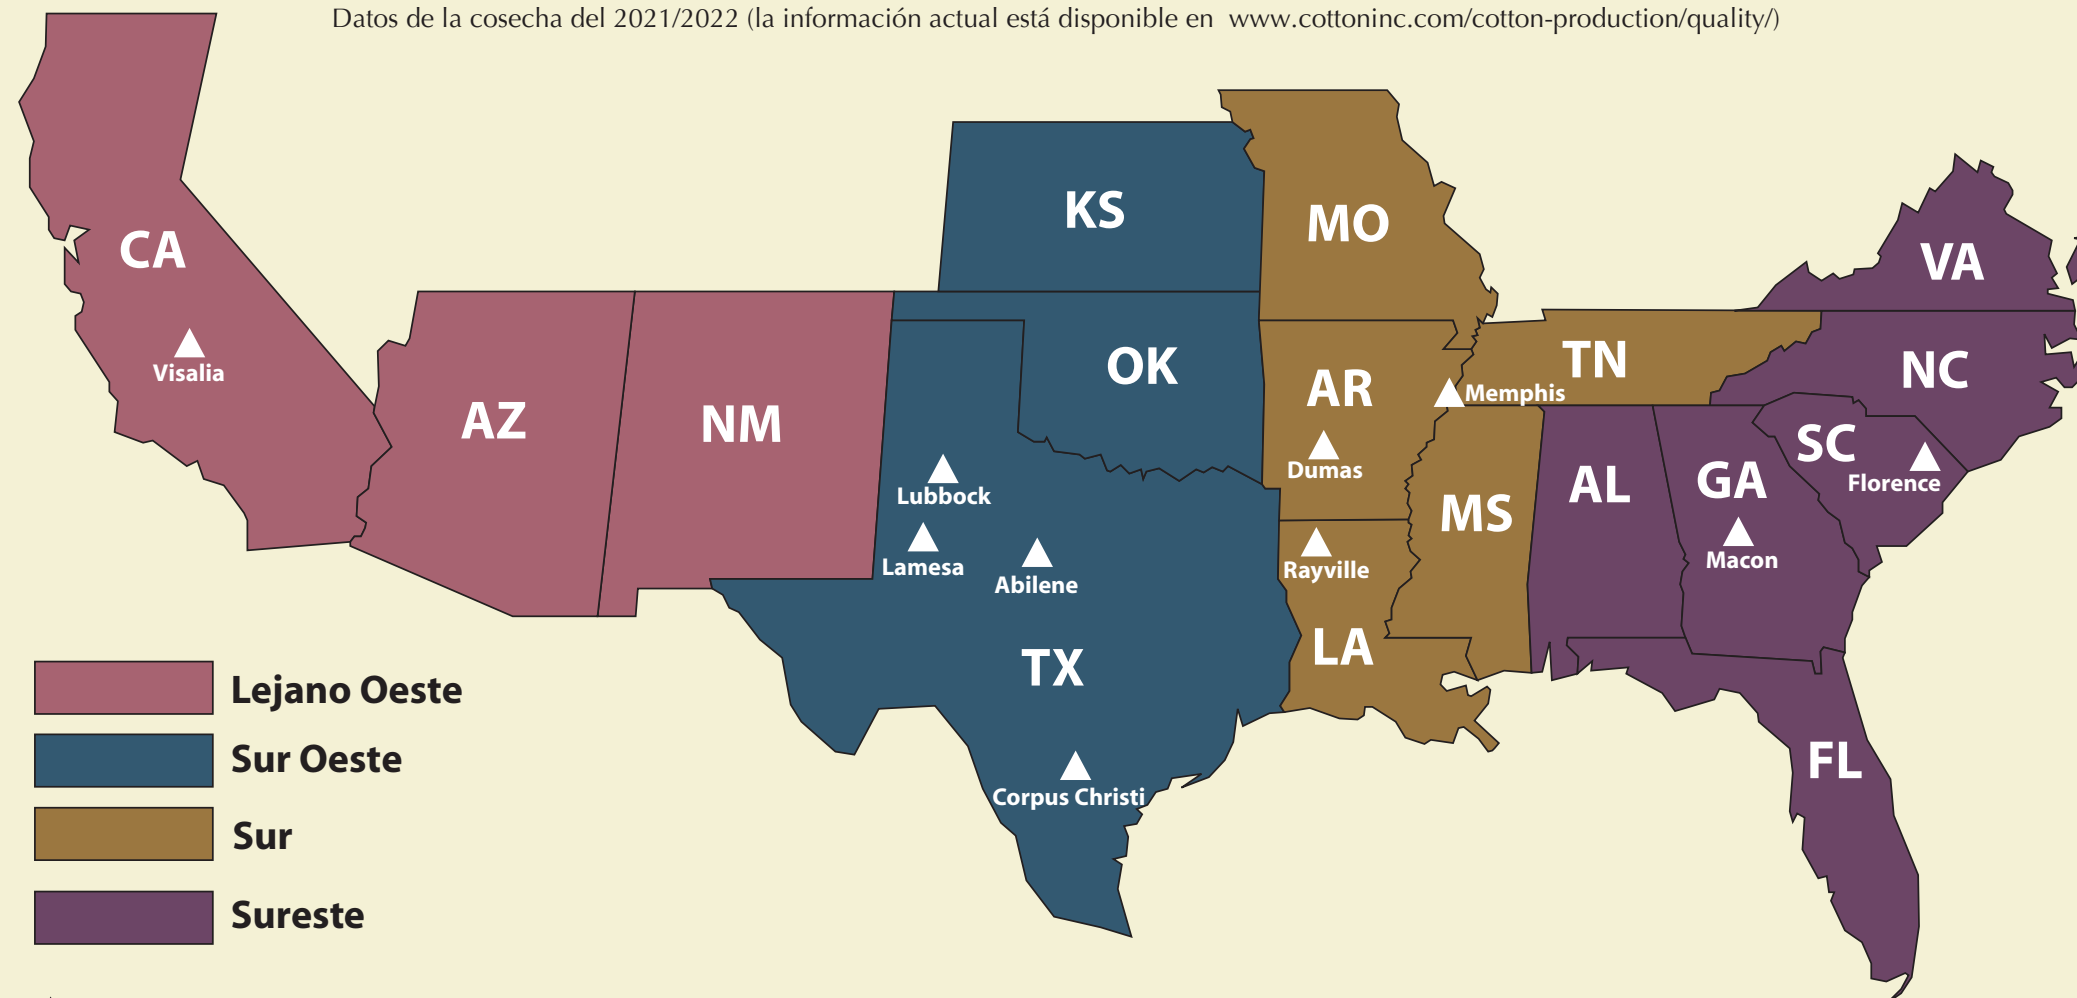 Datos de la cosecha del 2021/2022 (la información actual está disponible en www.cottoninc.com/cotton-production/quality/)
CA
Visalia
AZ
NM
KS
OK
Lubbock
Lamesa
Abilene
TX
Corpus Christi
MO
AR
Dumas
TN
Memphis
MS
Rayville
LA
VA
NC
SC
Florence
AL
GA
Macon
FL
Lejano Oeste
Sur Oeste
Sur
Sureste